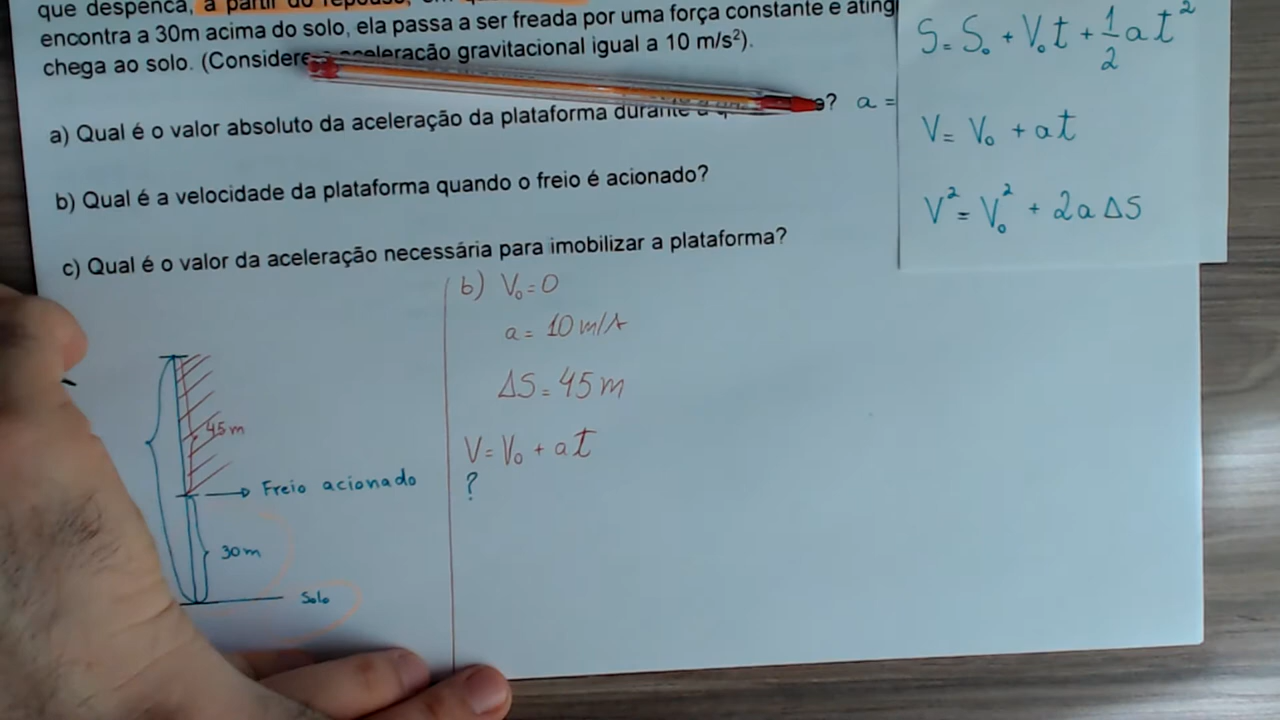 que despenca, a partir do repouso, em
encontra a 30m acima do solo, ela passa a ser freada por uma força constante e ating
chega ao solo. (Considere aceleração gravitacional igual a 10 m/s²).
a) Qual é o valor absoluto da aceleração da plataforma durante a ? a =
b) Qual é a velocidade da plataforma quando o freio é acionado?
c) Qual é o valor da aceleração necessária para imobilizar a plataforma?
S = S₀ + V₀t + 1/2 at²
V = V₀ + at
V² = V₀² + 2aΔS
b) V₀ = 0
a = 10 m/s
ΔS = 45 m
V = V₀ + at
?
45m
Freio acionado
30m
Solo